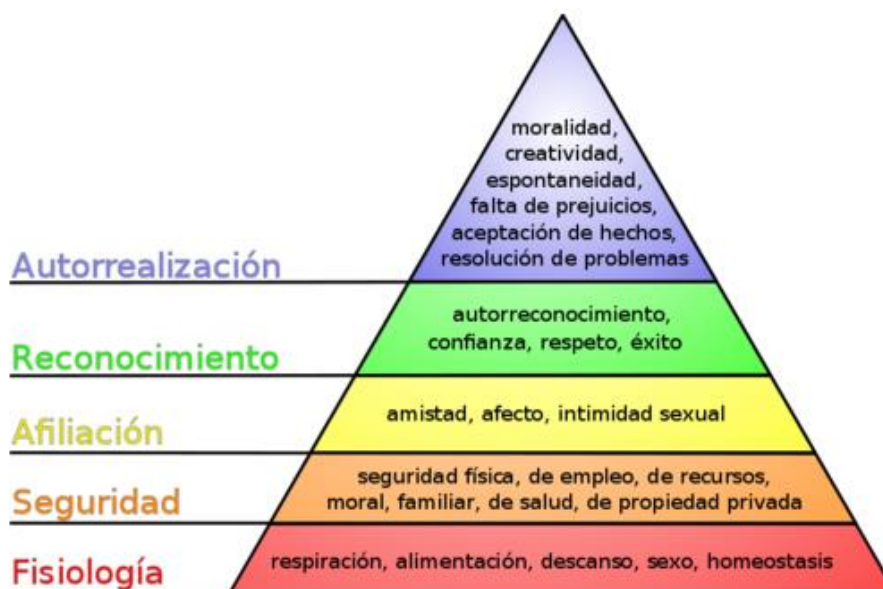 moralidad,
creatividad,
espontaneidad,
falta de prejuicios,
aceptación de hechos,
resolución de problemas
Autorrealización
autorreconocimiento,
confianza, respeto, éxito
Reconocimiento
amistad, afecto, intimidad sexual
Afiliación
seguridad física, de empleo, de recursos,
moral, familiar, de salud, de propiedad privada
Seguridad
respiración, alimentación, descanso, sexo, homeostasis
Fisiología